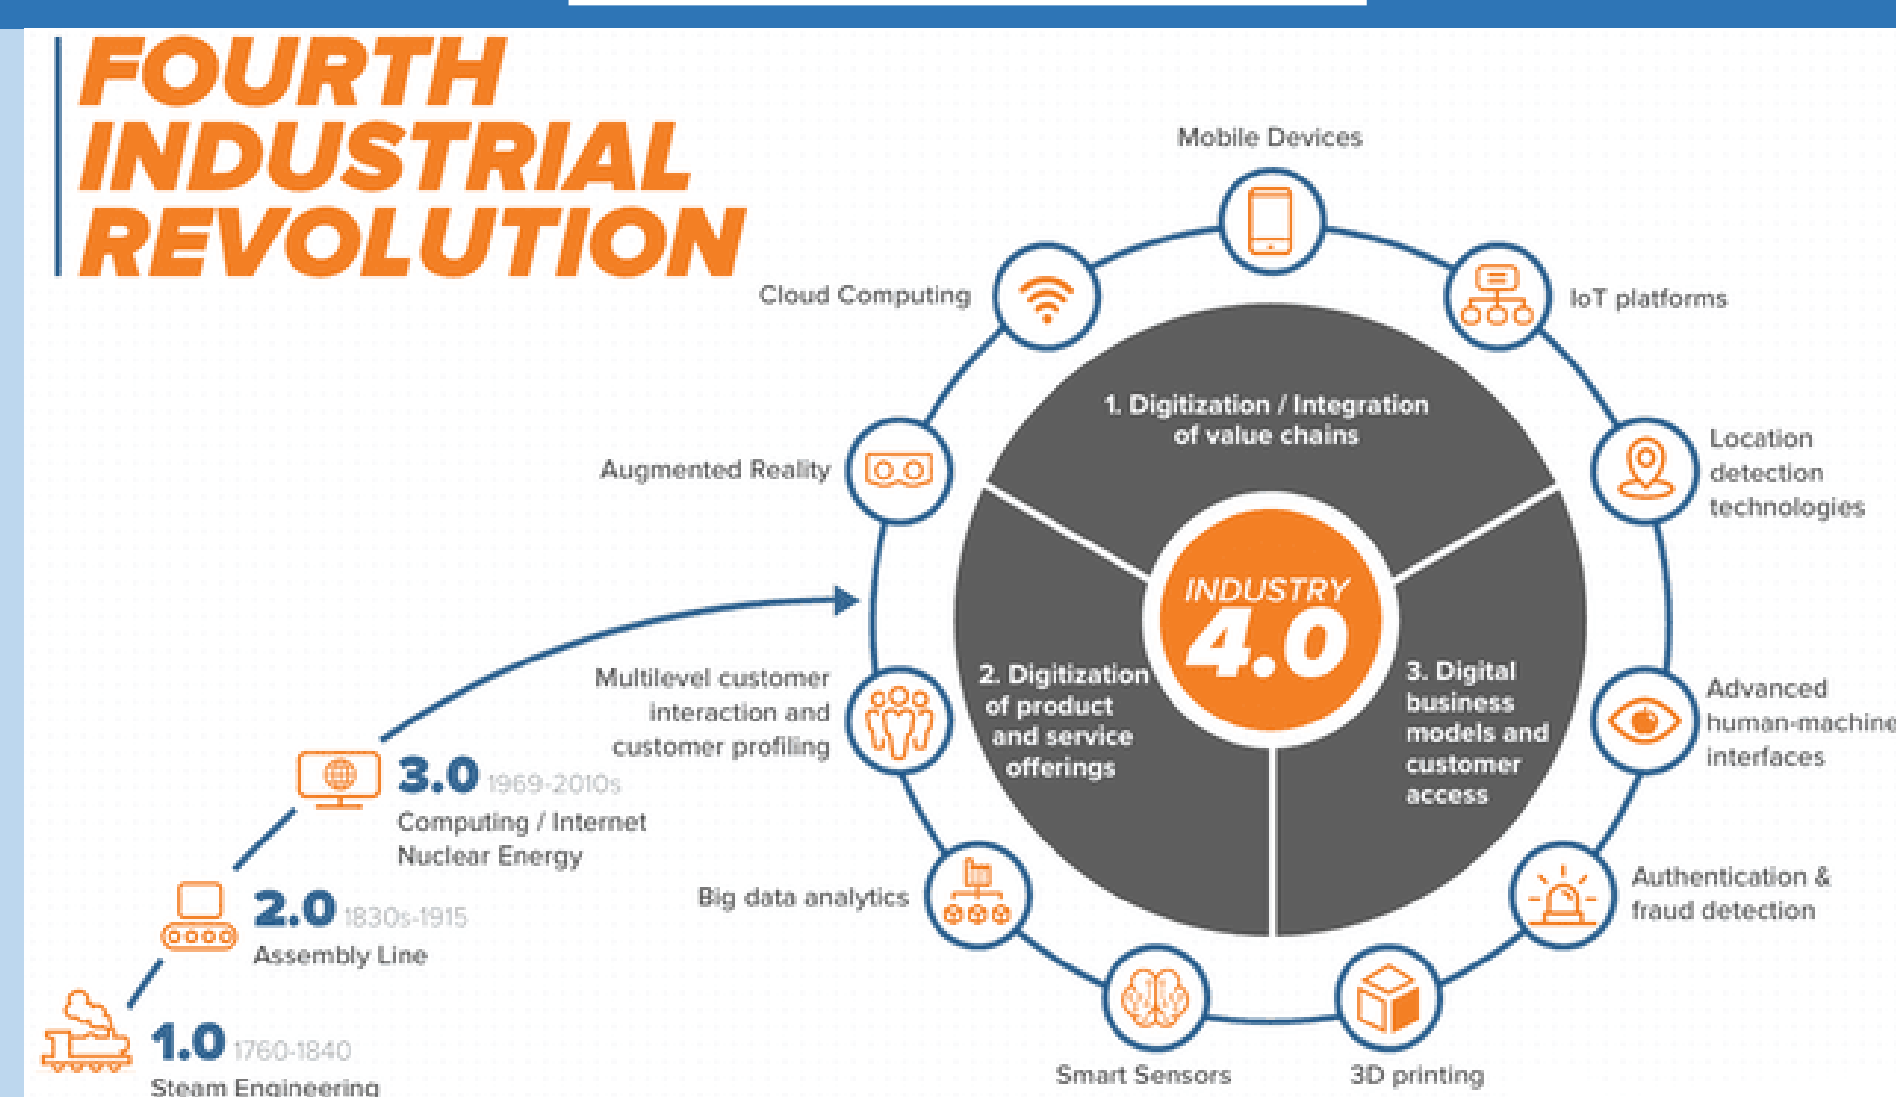 FOURTH
INDUSTRIAL
REVOLUTION
Mobile Devices
Cloud Computing
IoT platforms
Augmented Reality
Location
detection
technologies
1. Digitization / Integration
of value chains
INDUSTRY
4.0
2. Digitization
of product
and service
offerings
3. Digital
business
models and
customer
access
Multilevel customer
interaction and
customer profiling
Advanced
human-machine
interfaces
Big data analytics
Authentication &
fraud detection
Smart Sensors
3D printing
3.0 1969-2010s
Computing / Internet
Nuclear Energy
2.0 1830s-1915
Assembly Line
1.0 1760-1840
Steam Engineering